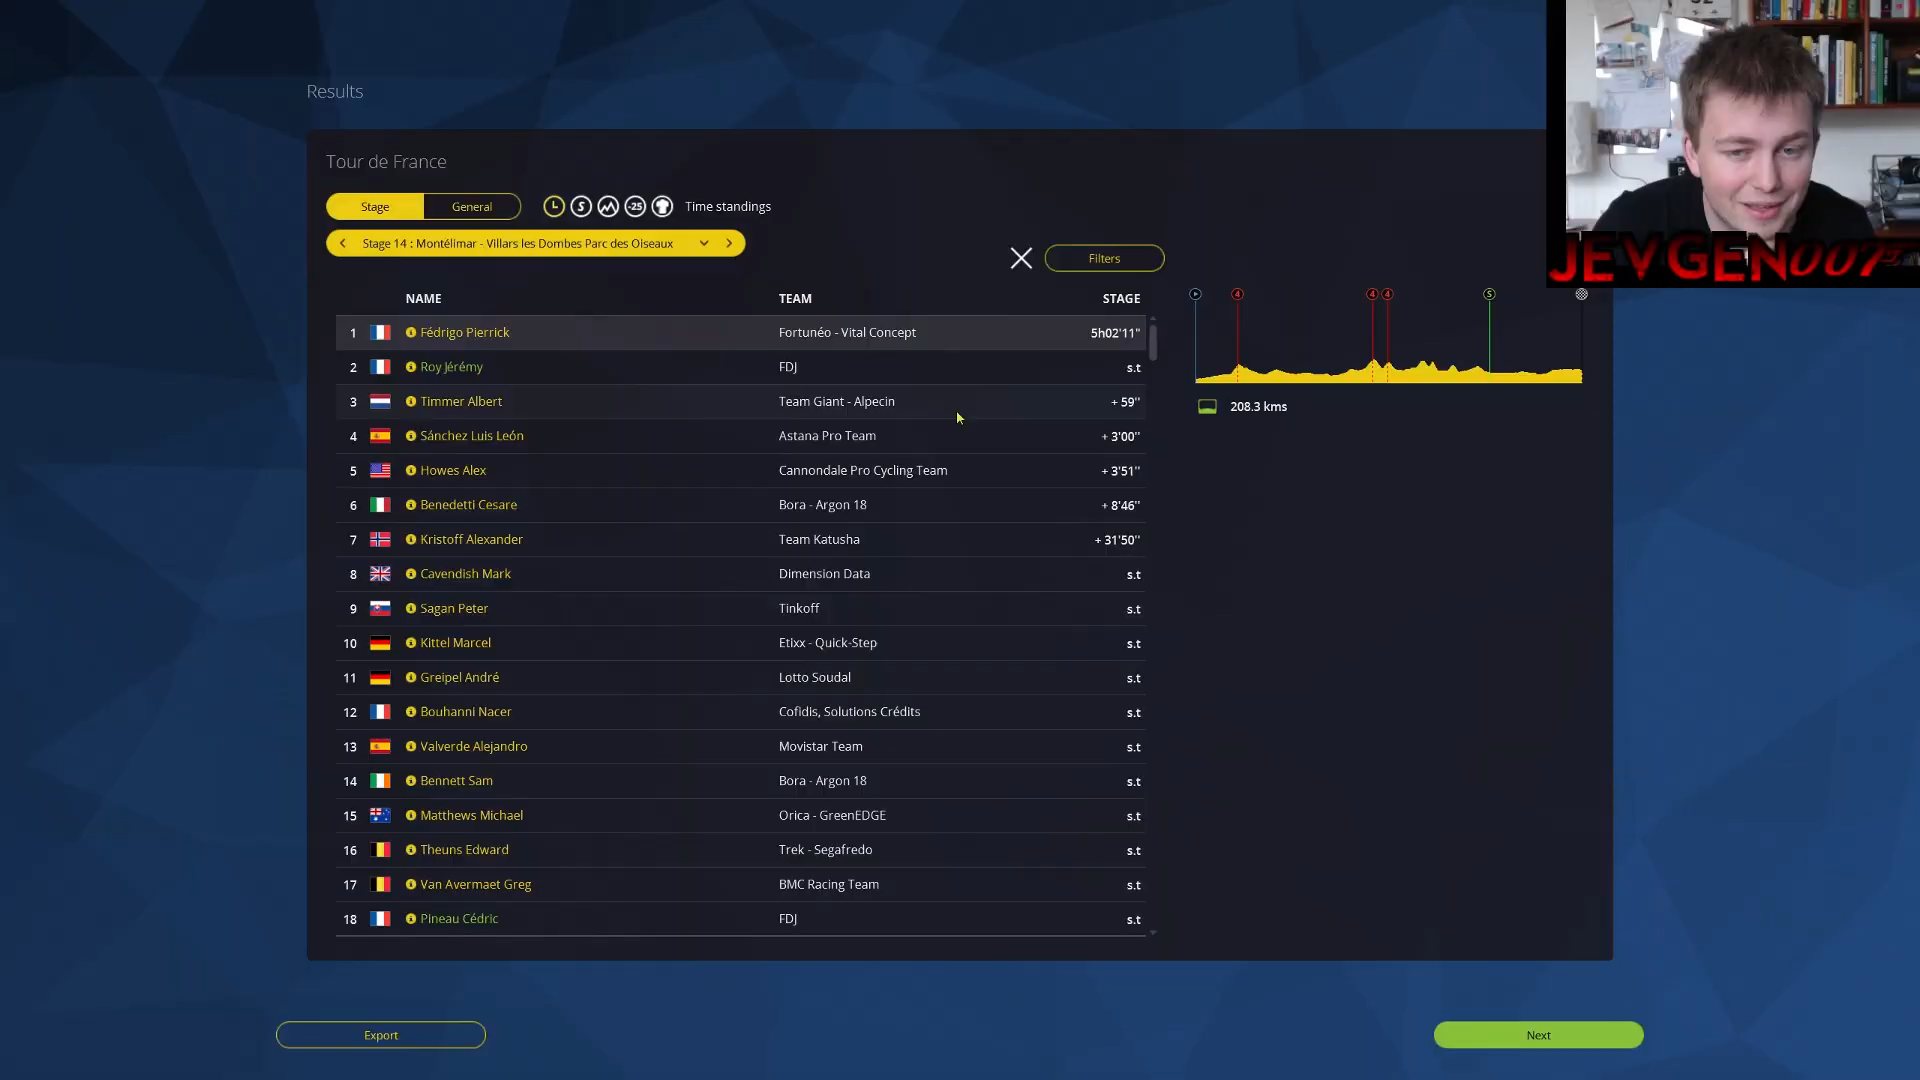 Results
Tour de France
Stage General S -25 Time standings
Stage 14 : Montélimar - Villars les Dombes Parc des Oiseaux
Filters
JEVGEN007
NAME TEAM STAGE
1 Fédrigo Pierrick Fortunéo - Vital Concept 5h02'11''
2 Roy Jérémy FDJ s.t
3 Timmer Albert Team Giant - Alpecin + 59''
4 Sánchez Luis León Astana Pro Team + 3'00''
5 Howes Alex Cannondale Pro Cycling Team + 3'51''
6 Benedetti Cesare Bora - Argon 18 + 8'46''
7 Kristoff Alexander Team Katusha + 31'50''
8 Cavendish Mark Dimension Data s.t
9 Sagan Peter Tinkoff s.t
10 Kittel Marcel Etixx - Quick-Step s.t
11 Greipel André Lotto Soudal s.t
12 Bouhanni Nacer Cofidis, Solutions Crédits s.t
13 Valverde Alejandro Movistar Team s.t
14 Bennett Sam Bora - Argon 18 s.t
15 Matthews Michael Orica - GreenEDGE s.t
16 Theuns Edward Trek - Segafredo s.t
17 Van Avermaet Greg BMC Racing Team s.t
18 Pineau Cédric FDJ s.t
4 4 4 S
208.3 kms
Export
Next